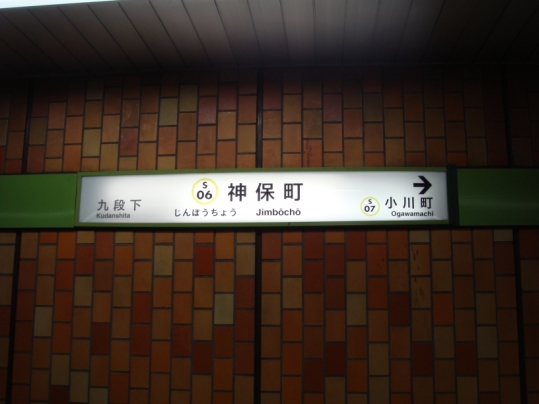 九段下
Kudanshita
S
06
神保町
じんぼうちょう
Jimbōchō
S
07
小川町
Ogawamachi